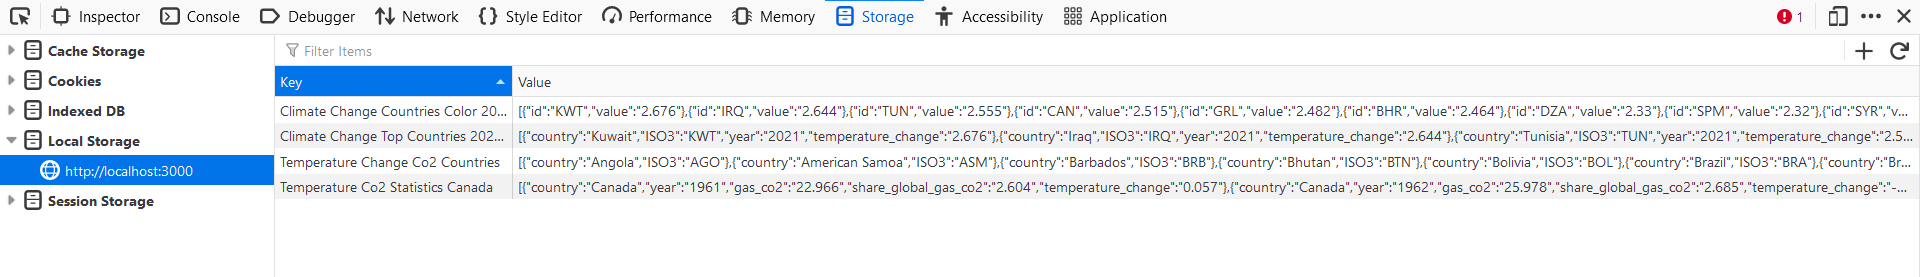 Inspector Console Debugger Network Style Editor Performance Memory Storage Accessibility Application 1
Cache Storage
Cookies
Indexed DB
Local Storage
http://localhost:3000
Session Storage
Filter Items
Key Value
Climate Change Countries Color 20... [{"id":"KWT","value":"2.676"},{"id":"IRQ","value":"2.644"},{"id":"TUN","value":"2.555"},{"id":"CAN","value":"2.515"},{"id":"GRL","value":"2.482"},{"id":"BHR","value":"2.464"},{"id":"DZA","value":"2.33"},{"id":"SPM","value":"2.32"},{"id":"SYR","v...
Climate Change Top Countries 202... [{"country":"Kuwait","ISO3":"KWT","year":"2021","temperature_change":"2.676"},{"country":"Iraq","ISO3":"IRQ","year":"2021","temperature_change":"2.644"},{"country":"Tunisia","ISO3":"TUN","year":"2021","temperature_change":"2.5...
Temperature Change Co2 Countries [{"country":"Angola","ISO3":"AGO"},{"country":"American Samoa","ISO3":"ASM"},{"country":"Barbados","ISO3":"BRB"},{"country":"Bhutan","ISO3":"BTN"},{"country":"Bolivia","ISO3":"BOL"},{"country":"Brazil","ISO3":"BRA"},{"country":"Br...
Temperature Co2 Statistics Canada [{"country":"Canada","year":"1961","gas_co2":"22.966","share_global_gas_co2":"2.604","temperature_change":"0.057"},{"country":"Canada","year":"1962","gas_co2":"25.978","share_global_gas_co2":"2.685","temperature_change":"-...